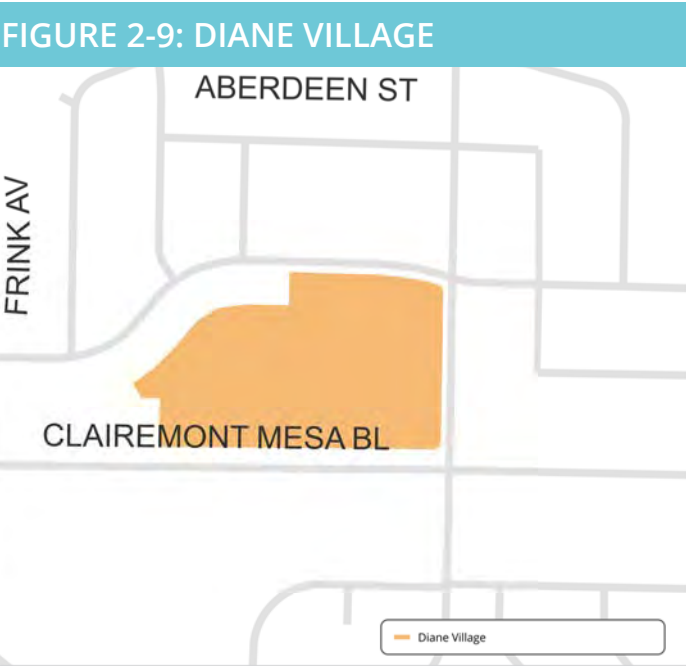 FIGURE 2-9: DIANE VILLAGE
ABERDEEN ST
FRINK AV
CLAIREMONT MESA BL
Diane Village